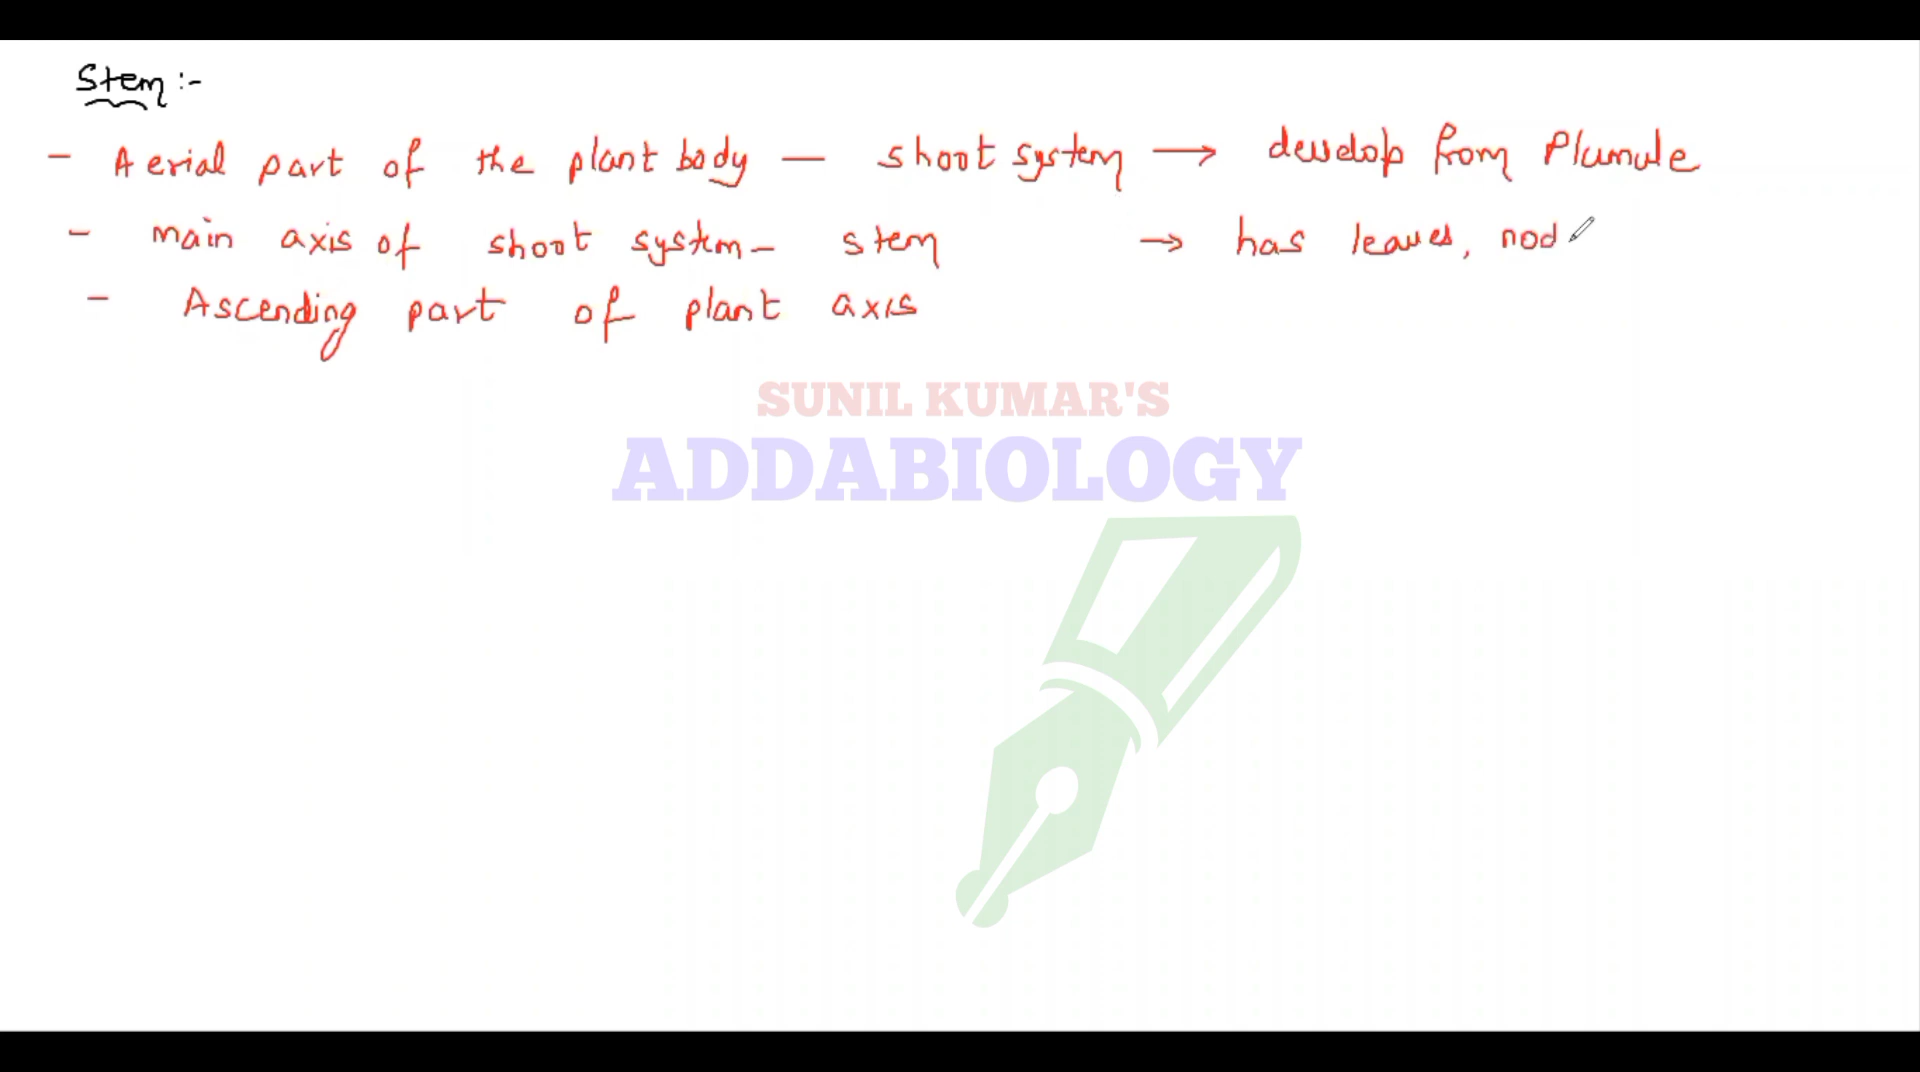 Stem :-
- Aerial part of the plant body — shoot system → develop from Plumule
- main axis of shoot system - stem → has leaves, nod
- Ascending part of plant axis
SUNIL KUMAR'S
ADDABIOLOGY